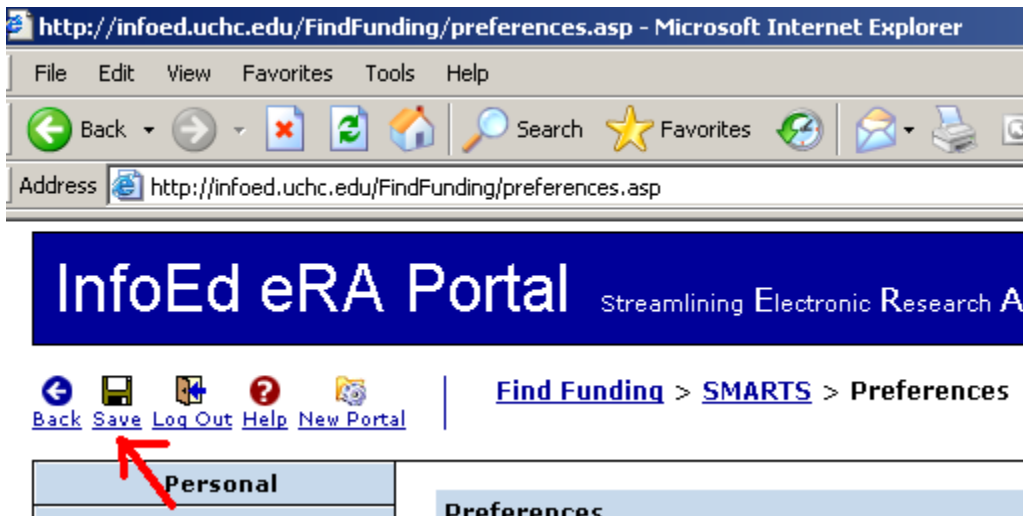 http://infoed.uchc.edu/FindFunding/preferences.asp - Microsoft Internet Explorer
File Edit View Favorites Tools Help
Back Search Favorites
Address http://infoed.uchc.edu/FindFunding/preferences.asp
InfoEd eRA Portal Streamlining Electronic Research A
Back Save Log Out Help New Portal Find Funding > SMARTS > Preferences
Personal
Preferences